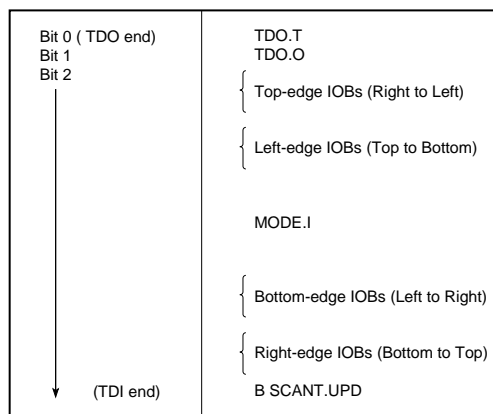 Bit 0 ( TDO end)
Bit 1
Bit 2
(TDI end)
TDO.T
TDO.O
Top-edge IOBs (Right to Left)
Left-edge IOBs (Top to Bottom)
MODE.I
Bottom-edge IOBs (Left to Right)
Right-edge IOBs (Bottom to Top)
B SCANT.UPD